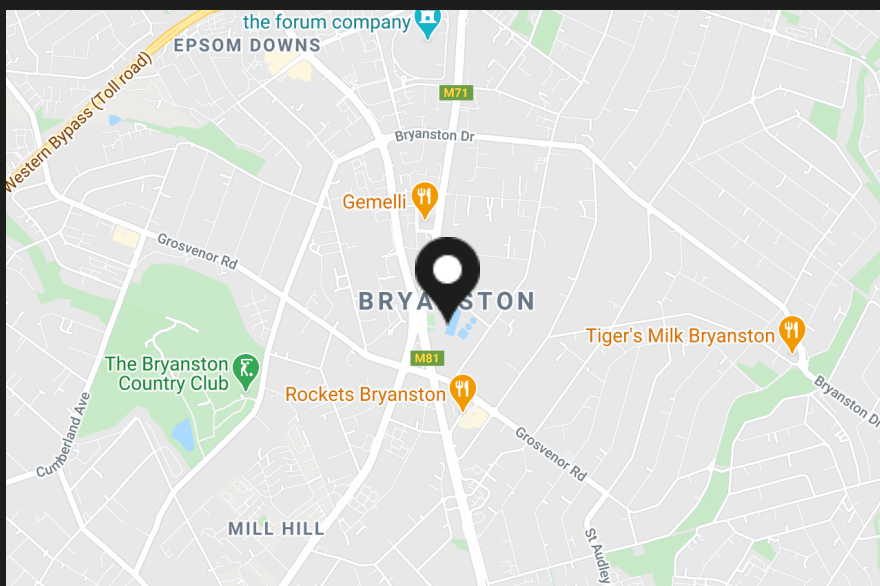 the forum company
EPSOM DOWNS
Western Bypass (Toll road)
M71
Bryanston Dr
Gemelli
Grosvenor Rd
BRYANSTON
Tiger's Milk Bryanston
M81
The Bryanston
Country Club
Rockets Bryanston
Bryanston Dr
Cumberland Ave
Grosvenor Rd
MILL HILL
St Audley